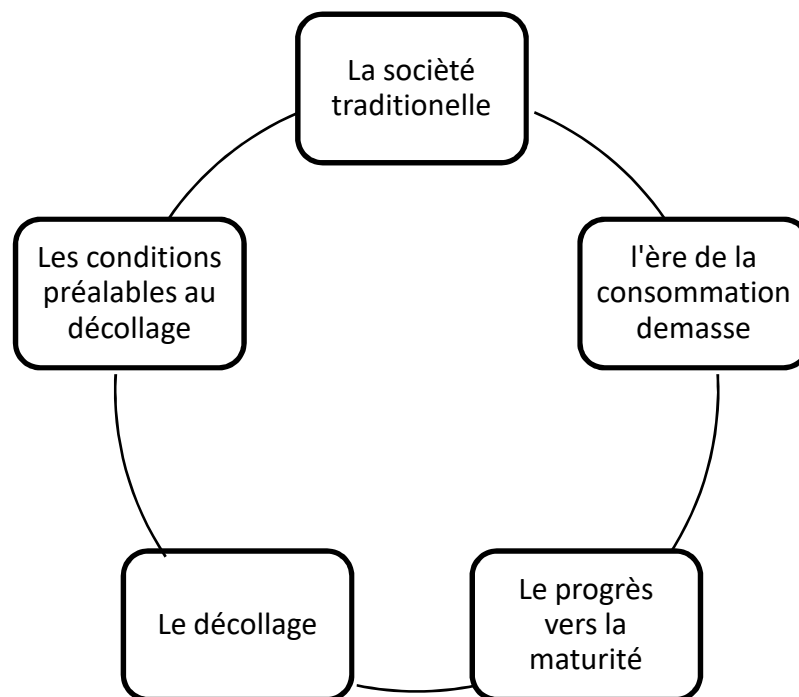 La socièté
traditionelle
Les conditions
préalables au
décollage
l'ère de la
consommation
demasse
Le décollage
Le progrès
vers la
maturité